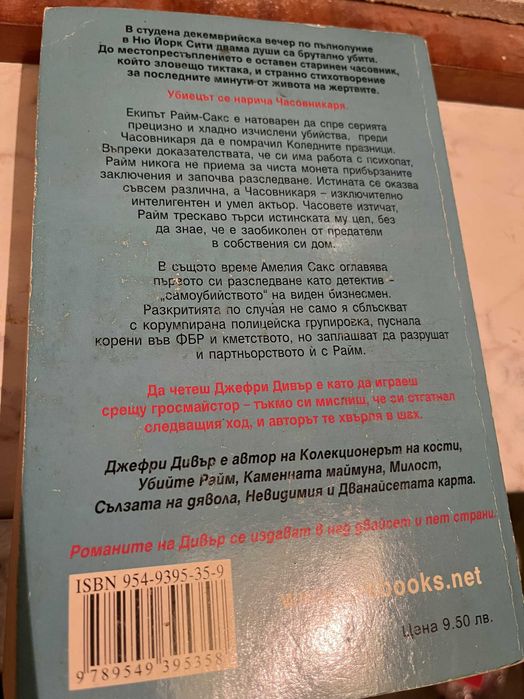 В студена декемврийска вечер по пълнолуние
в Ню Йорк Сити двама души са брутално убити.
До местопрестъплението е оставен старинен часовник,
който зловещо тиктака, и странно стихотворение
за последните минути от живота на жертвите.
Убиецът се нарича Часовникаря.
Екипът Райм-Сакс е натоварен да спре серията
прецизно и хладно изчислени убийства, преди
Часовникаря да е помрачил Коледните празници.
Въпреки доказателствата, че си има работа с психопат,
Райм никога не приема за чиста монета прибързаните
заключения и започва разследване. Истината се оказва
съвсем различна, а Часовникаря – изключително
интелигентен и умел актьор. Часовете изтичат,
Райм трескаво търси истинската му цел, без
да знае, че е заобиколен от предатели
в собствения си дом.
В същото време Амелия Сакс оглавява
първото си разследване като детектив –
„самоубийството" на виден бизнесмен.
Разкритията по случая не само я сблъскват
с корумпирана полицейска групировка, пуснала
корени във ФБР и кметството, но заплашват да разрушат
и партньорството ѝ с Райм.
Да четеш Джефри Дивър е като да играеш
срещу гросмайстор – тъкмо си мислиш, че си отгатнал
следващия ход, и авторът те хвърля в шах.
Джефри Дивър е автор на Колекционерът на кости,
Убийте Райм, Каменната маймуна, Милост,
Сълзата на дявола, Невидимия и Дванайсетата карта.
Романите на Дивър се издават в над двайсет и пет страни.
ISBN 954-9395-35-9
books.net
Цена 9.50 лв.
9 789549 395358